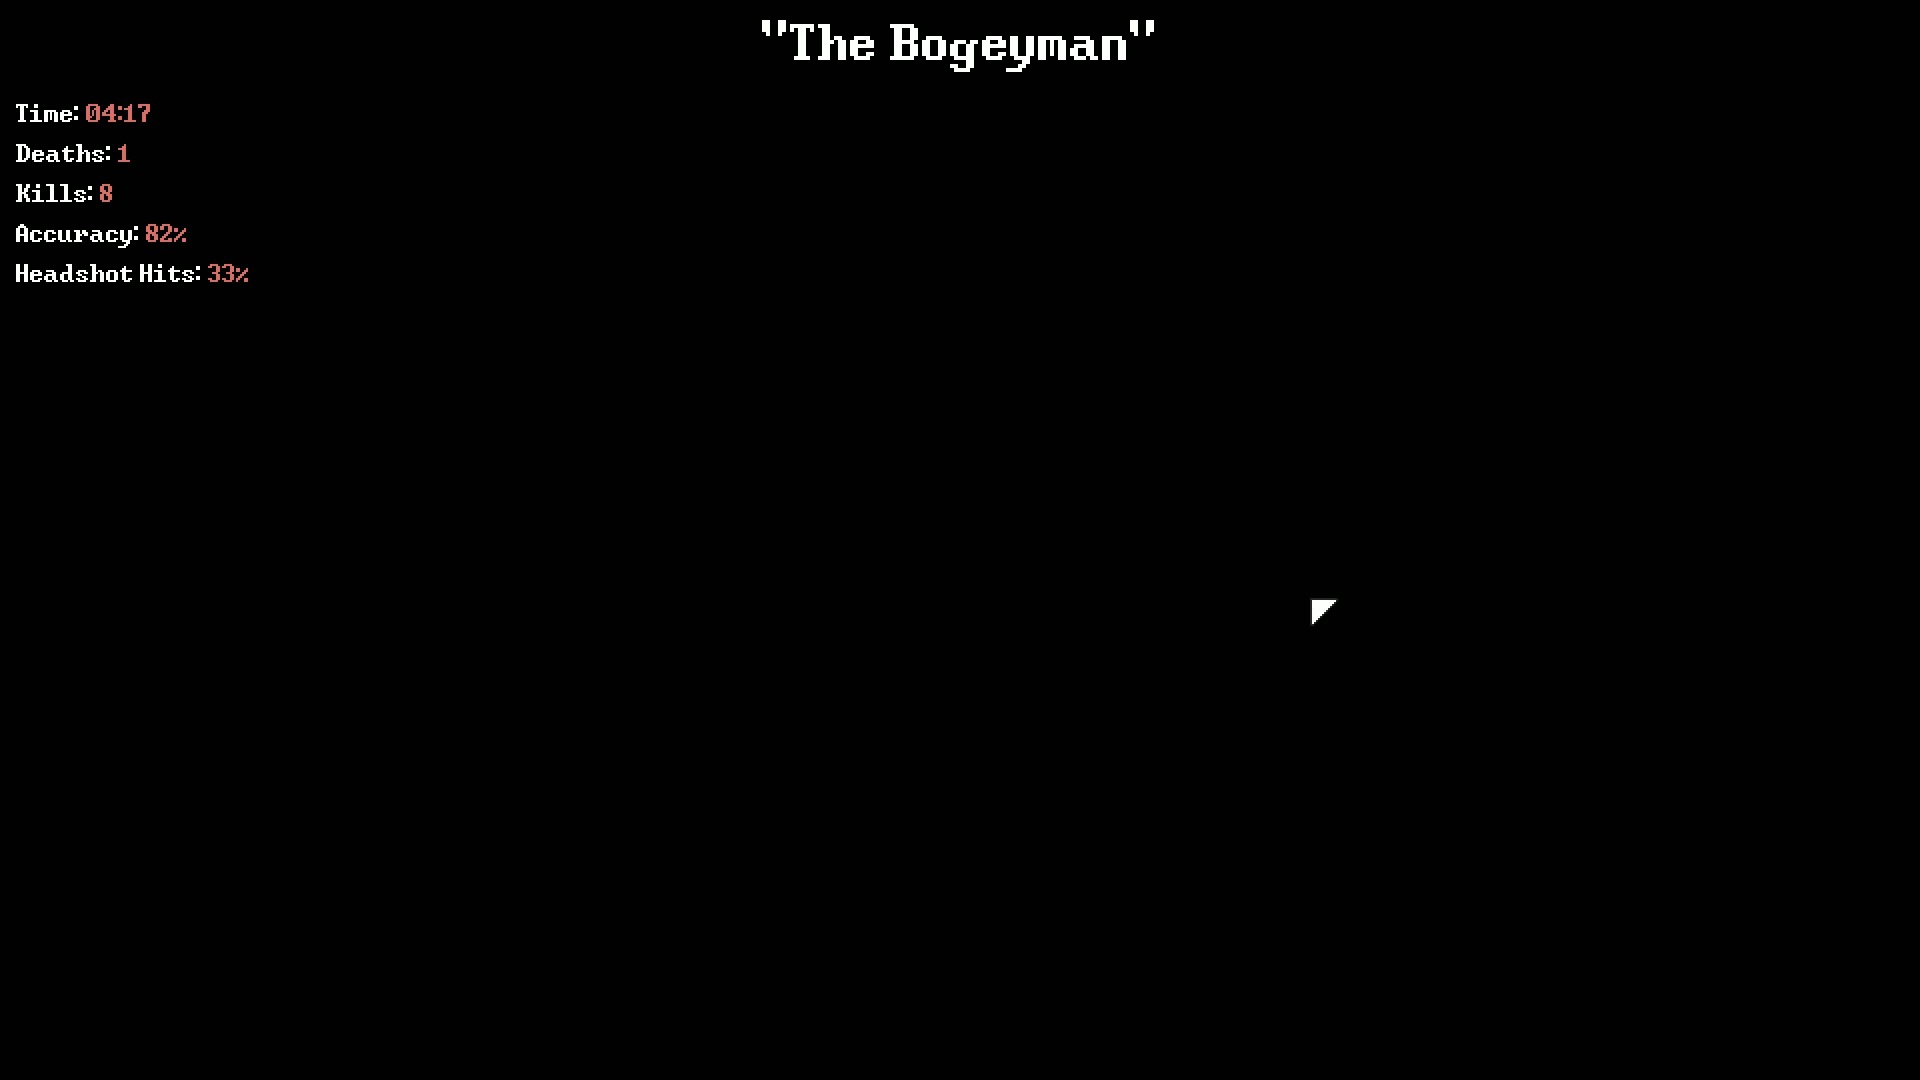 "The Bogeyman"
Time: 04:17
Deaths: 1
Kills: 8
Accuracy: 82%
Headshot Hits: 33%